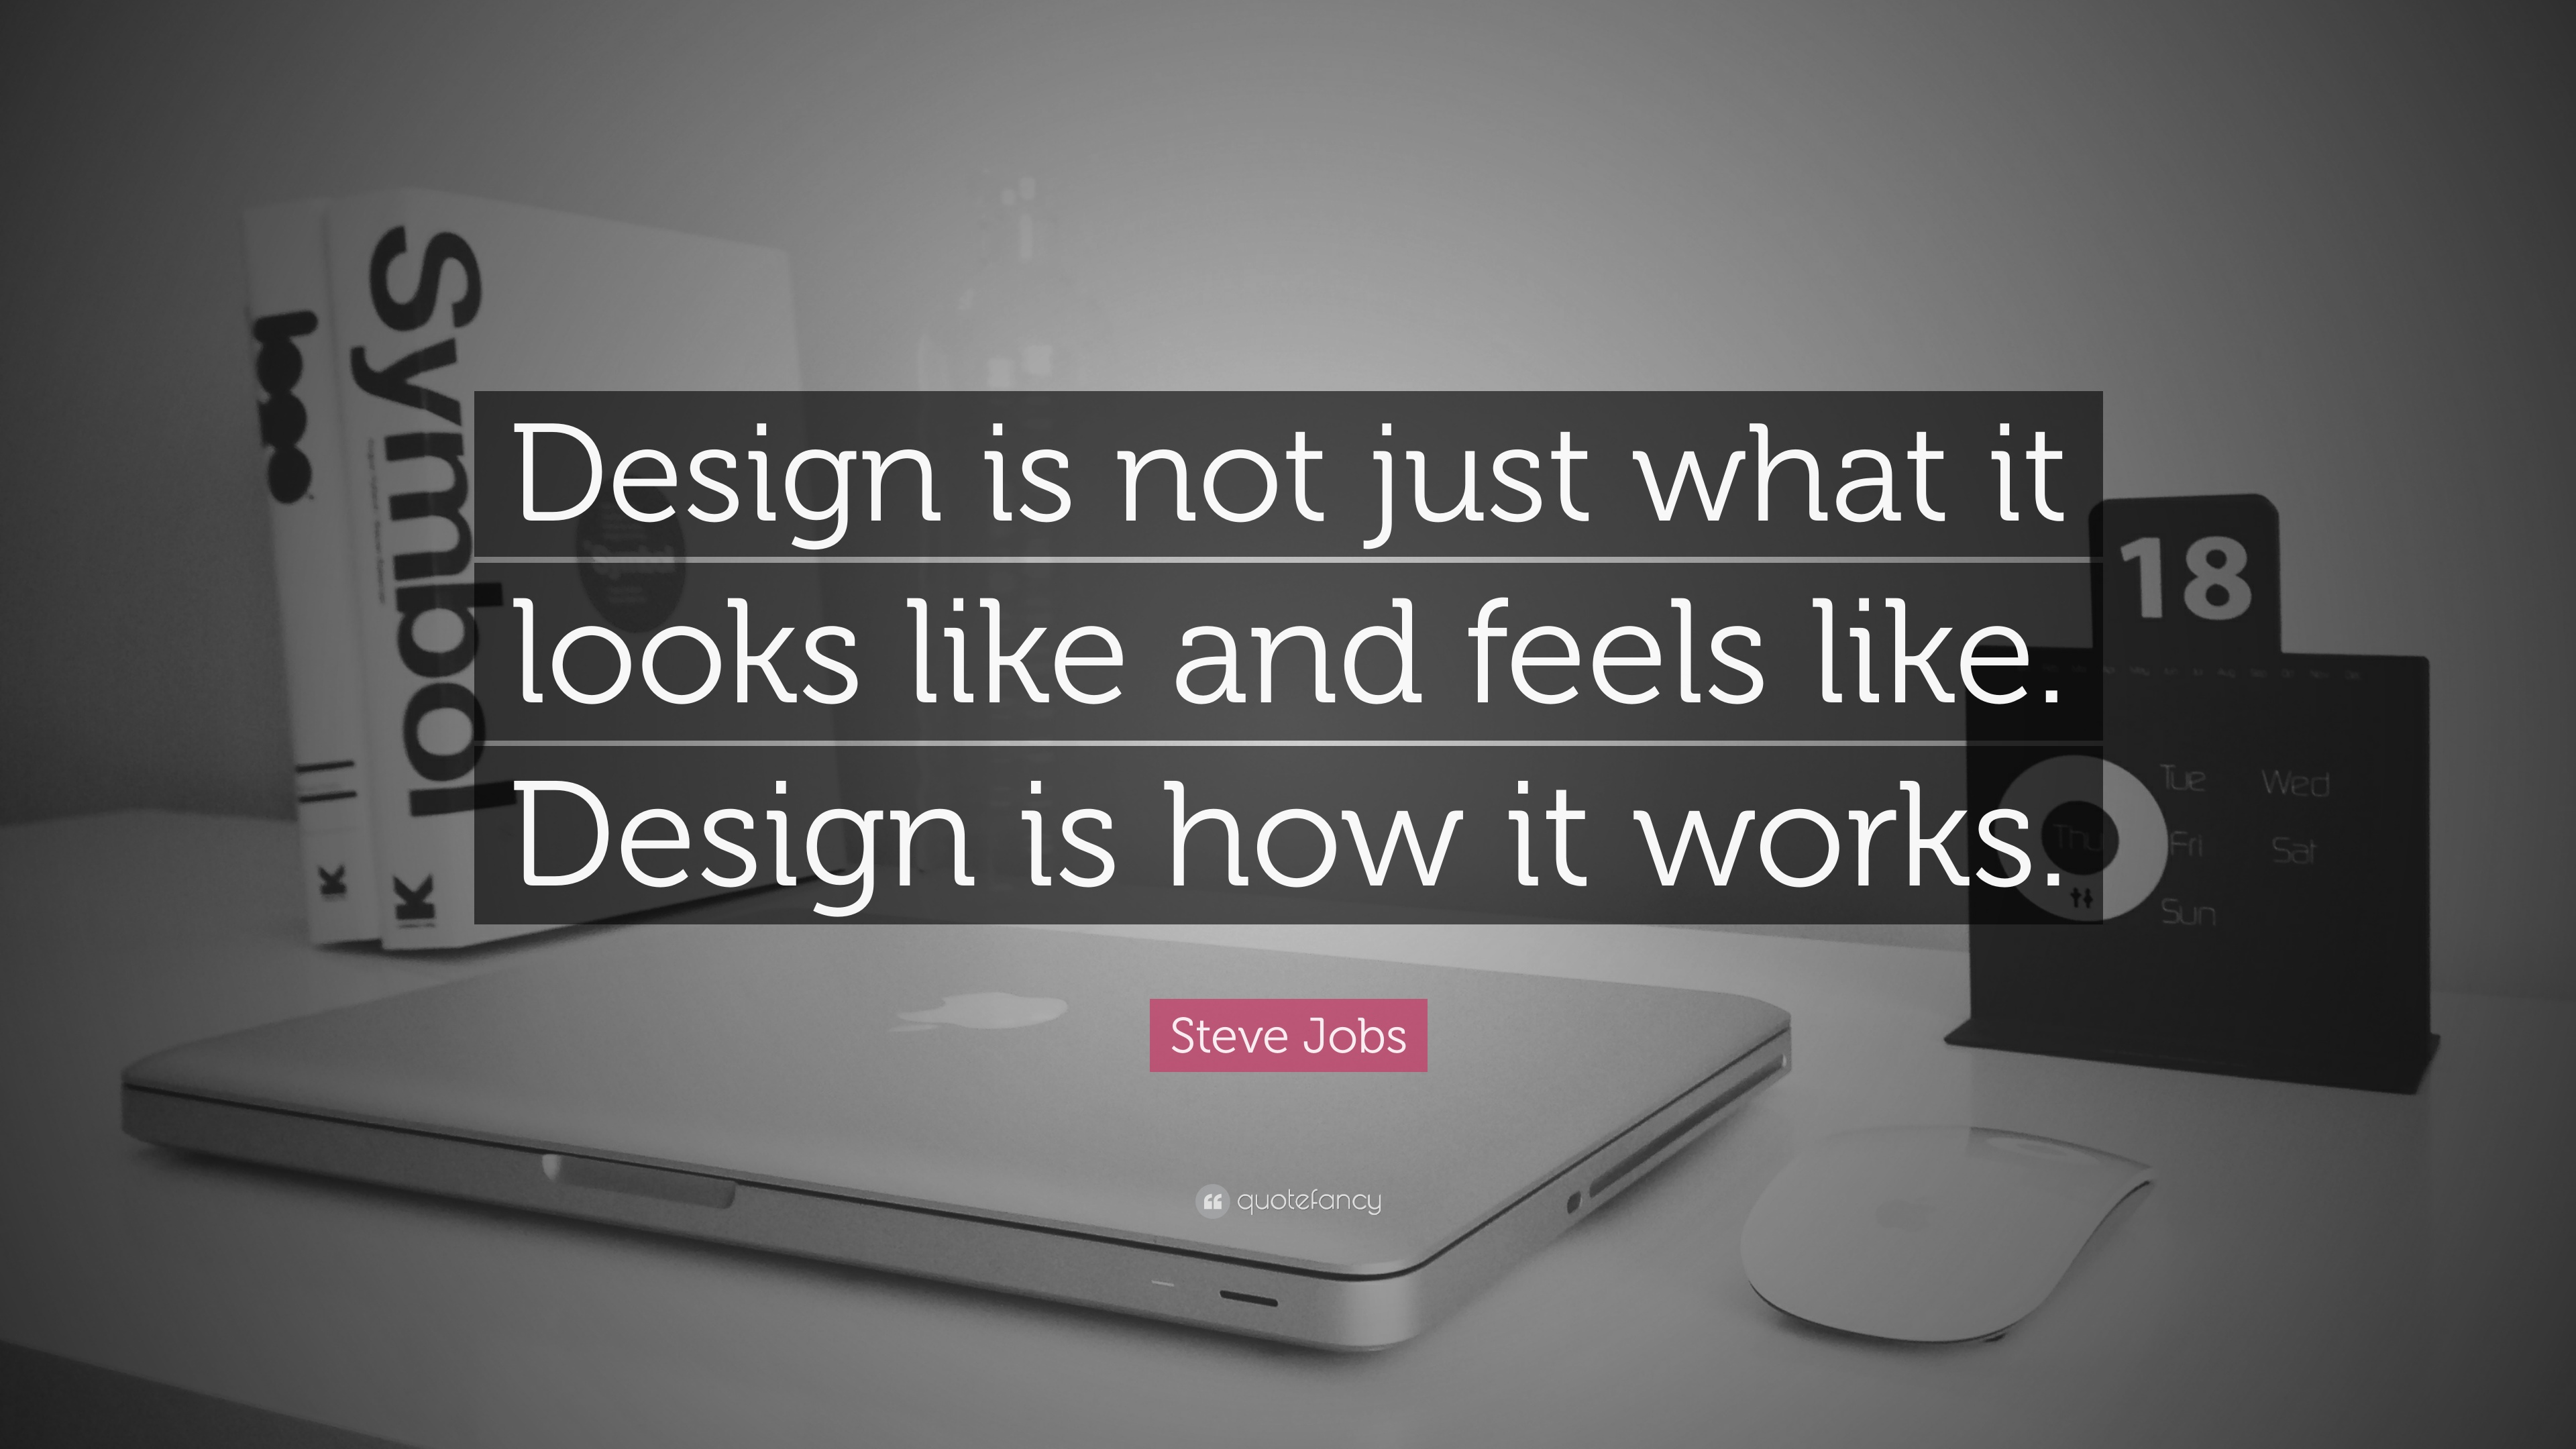 Design is not just what it
looks like and feels like.
Design is how it works.
Steve Jobs
quotefancy
logo
Symbol
K
K
18
Tue Wed
Thu Fri Sat
Sun